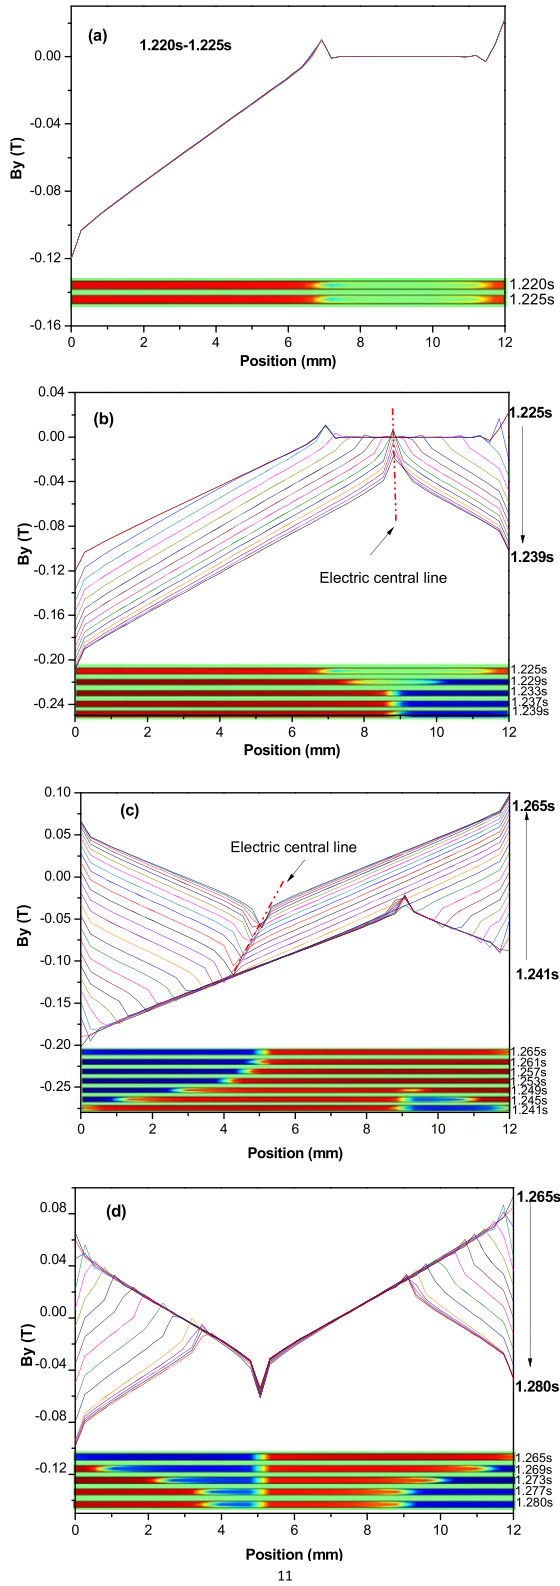 (a)
1.220s-1.225s
0.00
-0.04
-0.08
-0.12
-0.16
By (T)
1.220s
1.225s
0 2 4 6 8 10 12
Position (mm)
(b)
0.04
0.00
-0.04
-0.08
-0.12
-0.16
-0.20
-0.24
By (T)
1.225s
1.239s
Electric central line
1.225s
1.229s
1.233s
1.237s
1.239s
0 2 4 6 8 10 12
Position (mm)
(c)
0.10
0.05
0.00
-0.05
-0.10
-0.15
-0.20
-0.25
By (T)
1.265s
Electric central line
1.241s
1.265s
1.261s
1.257s
1.253s
1.249s
1.245s
1.241s
0 2 4 6 8 10 12
Position (mm)
(d)
0.08
0.04
0.00
-0.04
-0.08
-0.12
By (T)
1.265s
1.280s
1.265s
1.269s
1.273s
1.277s
1.280s
0 2 4 6 8 10 12
Position (mm)
11